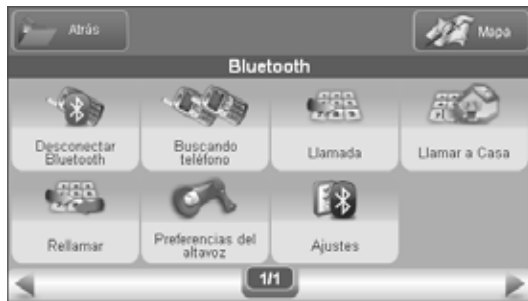 Atrás
Mapa
Bluetooth
Desconectar
Bluetooth
Buscando
teléfono
Llamada
Llamar a Casa
Rellamar
Preferencias del
altavoz
Ajustes
1/1